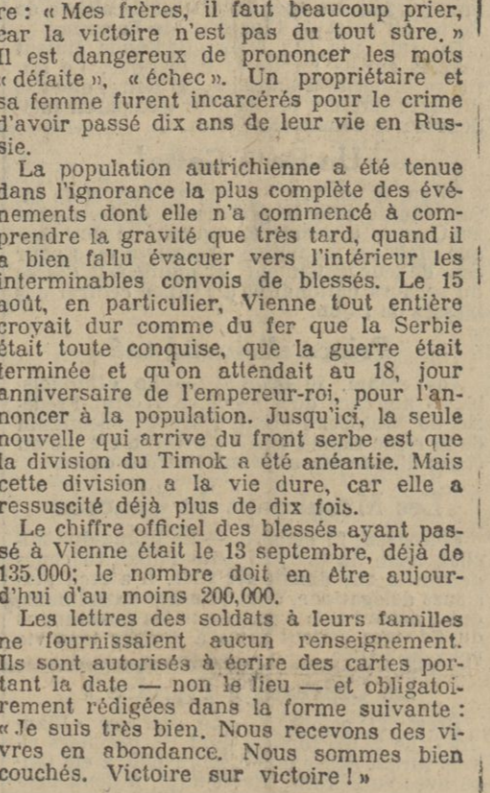 re : « Mes frères, il faut beaucoup prier,
car la victoire n'est pas du tout sûre. »
Il est dangereux de prononcer les mots
« défaite », « échec ». Un propriétaire et
sa femme furent incarcérés pour le crime
d'avoir passé dix ans de leur vie en Rus-
sie.
La population autrichienne a été tenue
dans l'ignorance la plus complète des évé-
nements dont elle n'a commencé à com-
prendre la gravité que très tard, quand il
a bien fallu évacuer vers l'intérieur les
interminables convois de blessés. Le 15
août, en particulier, Vienne tout entière
croyait dur comme du fer que la Serbie
était toute conquise, que la guerre était
terminée et qu'on attendait au 18, jour
anniversaire de l'empereur-roi, pour l'an-
noncer à la population. Jusqu'ici, la seule
nouvelle qui arrive du front serbe est que
la division du Timok a été anéantie. Mais
cette division a la vie dure, car elle a
ressuscité déjà plus de dix fois.
Le chiffre officiel des blessés ayant pas-
sé à Vienne était le 13 septembre, déjà de
135.000; le nombre doit en être aujour-
d'hui d'au moins 200,000.
Les lettres des soldats à leurs familles
ne fournissaient aucun renseignement.
Ils sont autorisés à écrire des cartes por-
tant la date — non le lieu — et obligatoi-
rement rédigées dans la forme suivante :
« Je suis très bien. Nous recevons des vi-
vres en abondance. Nous sommes bien
couchés. Victoire sur victoire ! »